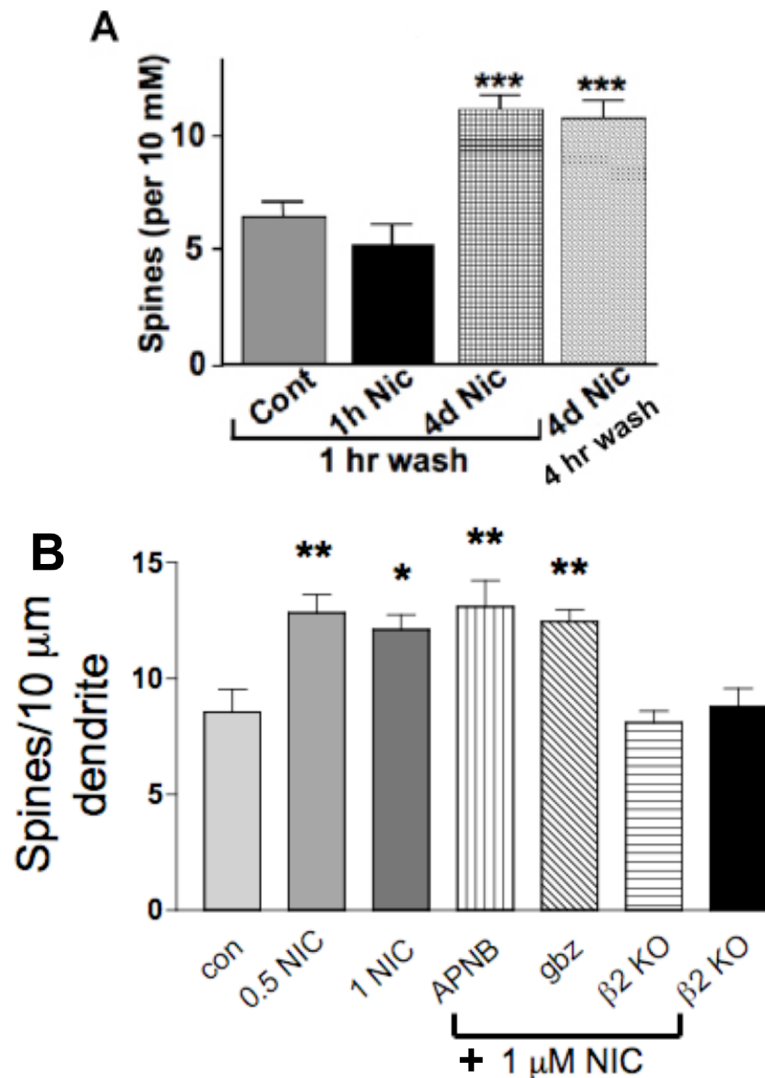 A
Spines (per 10 mM)
10
5
0
***
***
Cont
1h Nic
4d Nic
4d Nic
4 hr wash
1 hr wash
B
Spines/10 μm
dendrite
15
10
5
0
**
*
**
**
con
0.5 NIC
1 NIC
APNB
gbz
β2 KO
β2 KO
+ 1 μM NIC